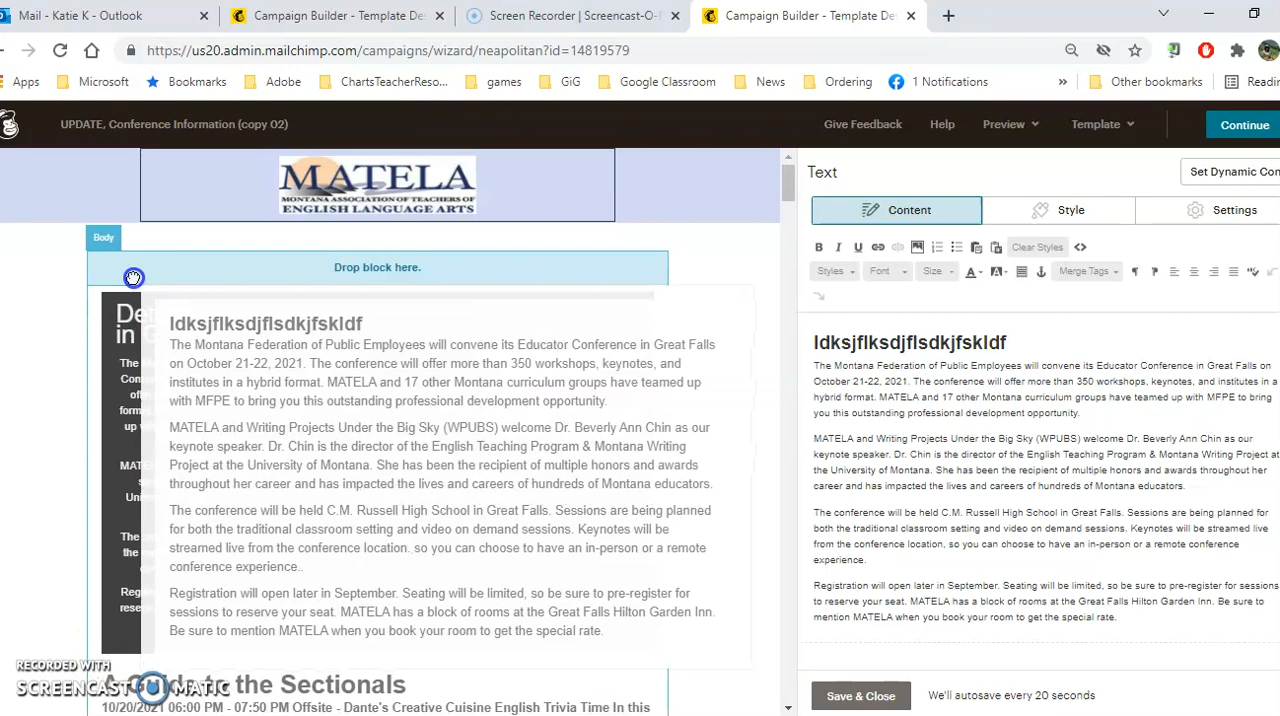 Mail - Katie K - Outlook
Campaign Builder - Template De
Screen Recorder | Screencast-O-
Campaign Builder - Template De
https://us20.admin.mailchimp.com/campaigns/wizard/neapolitan?id=14819579
Apps Microsoft Bookmarks Adobe ChartsTeacherReso... games GiG Google Classroom News Ordering 1 Notifications » Other bookmarks Readin
UPDATE, Conference Information (copy 02) Give Feedback Help Preview Template Continue
MATELA
MONTANA ASSOCIATION OF TEACHERS OF
ENGLISH LANGUAGE ARTS
Body
Drop block here.
Det
in G
ldksjflksdjflsdkjfskldf
The Montana Federation of Public Employees will convene its Educator Conference in Great Falls
on October 21-22, 2021. The conference will offer more than 350 workshops, keynotes, and
institutes in a hybrid format. MATELA and 17 other Montana curriculum groups have teamed up
with MFPE to bring you this outstanding professional development opportunity.
MATELA and Writing Projects Under the Big Sky (WPUBS) welcome Dr. Beverly Ann Chin as our
keynote speaker. Dr. Chin is the director of the English Teaching Program & Montana Writing
Project at the University of Montana. She has been the recipient of multiple honors and awards
throughout her career and has impacted the lives and careers of hundreds of Montana educators.
The conference will be held C.M. Russell High School in Great Falls. Sessions are being planned
for both the traditional classroom setting and video on demand sessions. Keynotes will be
streamed live from the conference location, so you can choose to have an in-person or a remote
conference experience..
Registration will open later in September. Seating will be limited, so be sure to pre-register for
sessions to reserve your seat. MATELA has a block of rooms at the Great Falls Hilton Garden Inn.
Be sure to mention MATELA when you book your room to get the special rate.
A Guide to the Sectionals
10/20/2021 06:00 PM - 07:50 PM Offsite - Dante's Creative Cuisine English Trivia Time In this
RECORDED WITH
SCREENCAST MATIC
Text
Set Dynamic Con
Content Style Settings
B I U Clear Styles <>
Styles Font Size A A Merge Tags
ldksjflksdjflsdkjfskldf
The Montana Federation of Public Employees will convene its Educator Conference in Great Falls on
October 21-22, 2021. The conference will offer more than 350 workshops, keynotes, and institutes in a
hybrid format. MATELA and 17 other Montana curriculum groups have teamed up with MFPE to bring
you this outstanding professional development opportunity.
MATELA and Writing Projects Under the Big Sky (WPUBS) welcome Dr. Beverly Ann Chin as our
keynote speaker. Dr. Chin is the director of the English Teaching Program & Montana Writing Project at
the University of Montana. She has been the recipient of multiple honors and awards throughout her
career and has impacted the lives and careers of hundreds of Montana educators.
The conference will be held C.M. Russell High School in Great Falls. Sessions are being planned for
both the traditional classroom setting and video on demand sessions. Keynotes will be streamed live
from the conference location, so you can choose to have an in-person or a remote conference
experience.
Registration will open later in September. Seating will be limited, so be sure to pre-register for sessions
to reserve your seat. MATELA has a block of rooms at the Great Falls Hilton Garden Inn. Be sure to
mention MATELA when you book your room to get the special rate.
Save & Close We'll autosave every 20 seconds